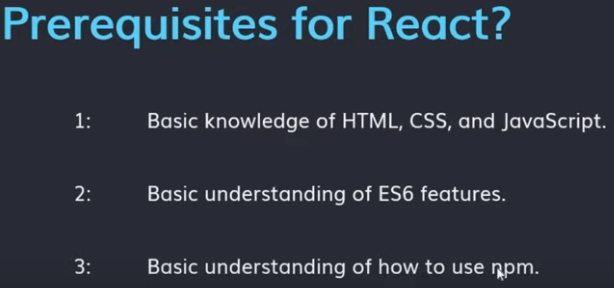 Prerequisites for React?
1: Basic knowledge of HTML, CSS, and JavaScript.
2: Basic understanding of ES6 features.
3: Basic understanding of how to use npm.